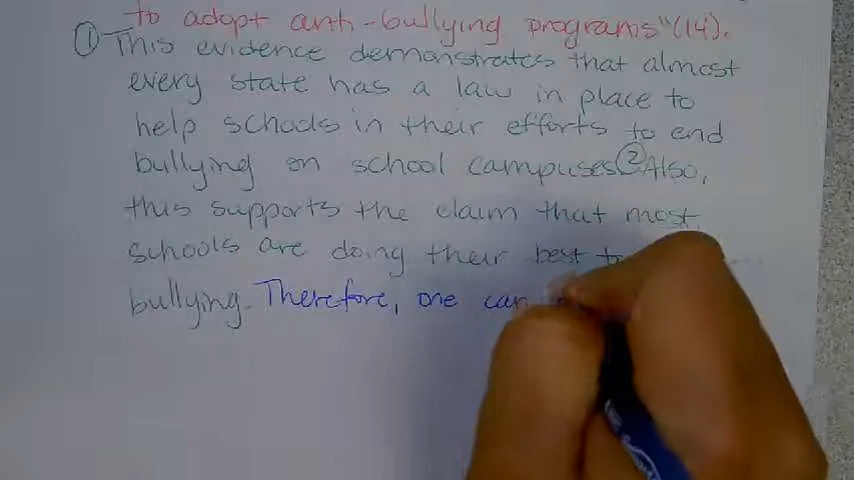 to adopt anti-bullying programs" (14).
① This evidence demonstrates that almost
every state has a law in place to
help schools in their efforts to end
bullying on school campuses ② Also,
this supports the claim that most
schools are doing their best to
bullying. Therefore, one can